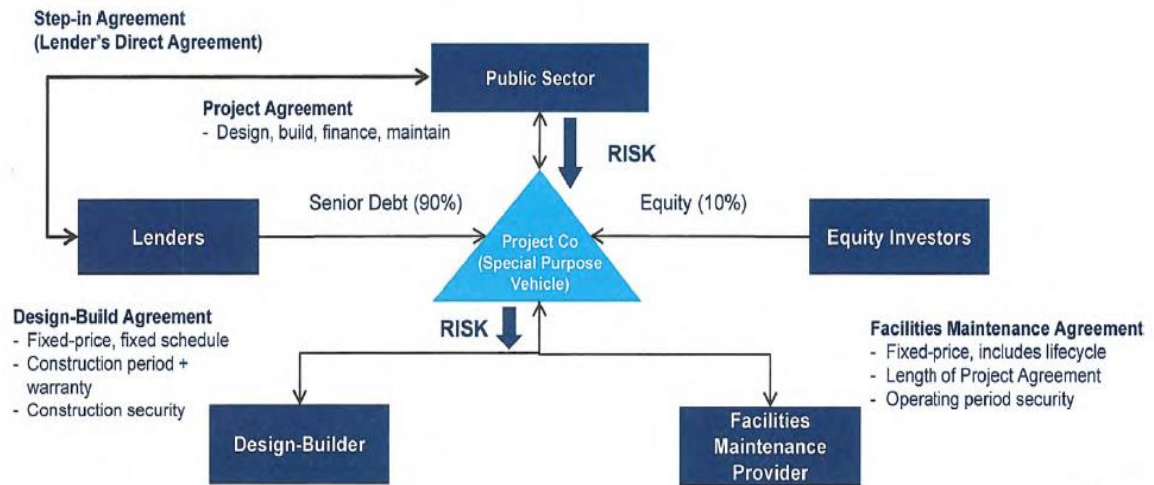 Step-in Agreement
(Lender's Direct Agreement)
Public Sector
Project Agreement
- Design, build, finance, maintain
RISK
Senior Debt (90%)
Equity (10%)
Lenders
Project Co
(Special Purpose
Vehicle)
Equity Investors
Design-Build Agreement
- Fixed-price, fixed schedule
- Construction period +
warranty
- Construction security
RISK
Facilities Maintenance Agreement
- Fixed-price, includes lifecycle
- Length of Project Agreement
- Operating period security
Design-Builder
Facilities
Maintenance
Provider